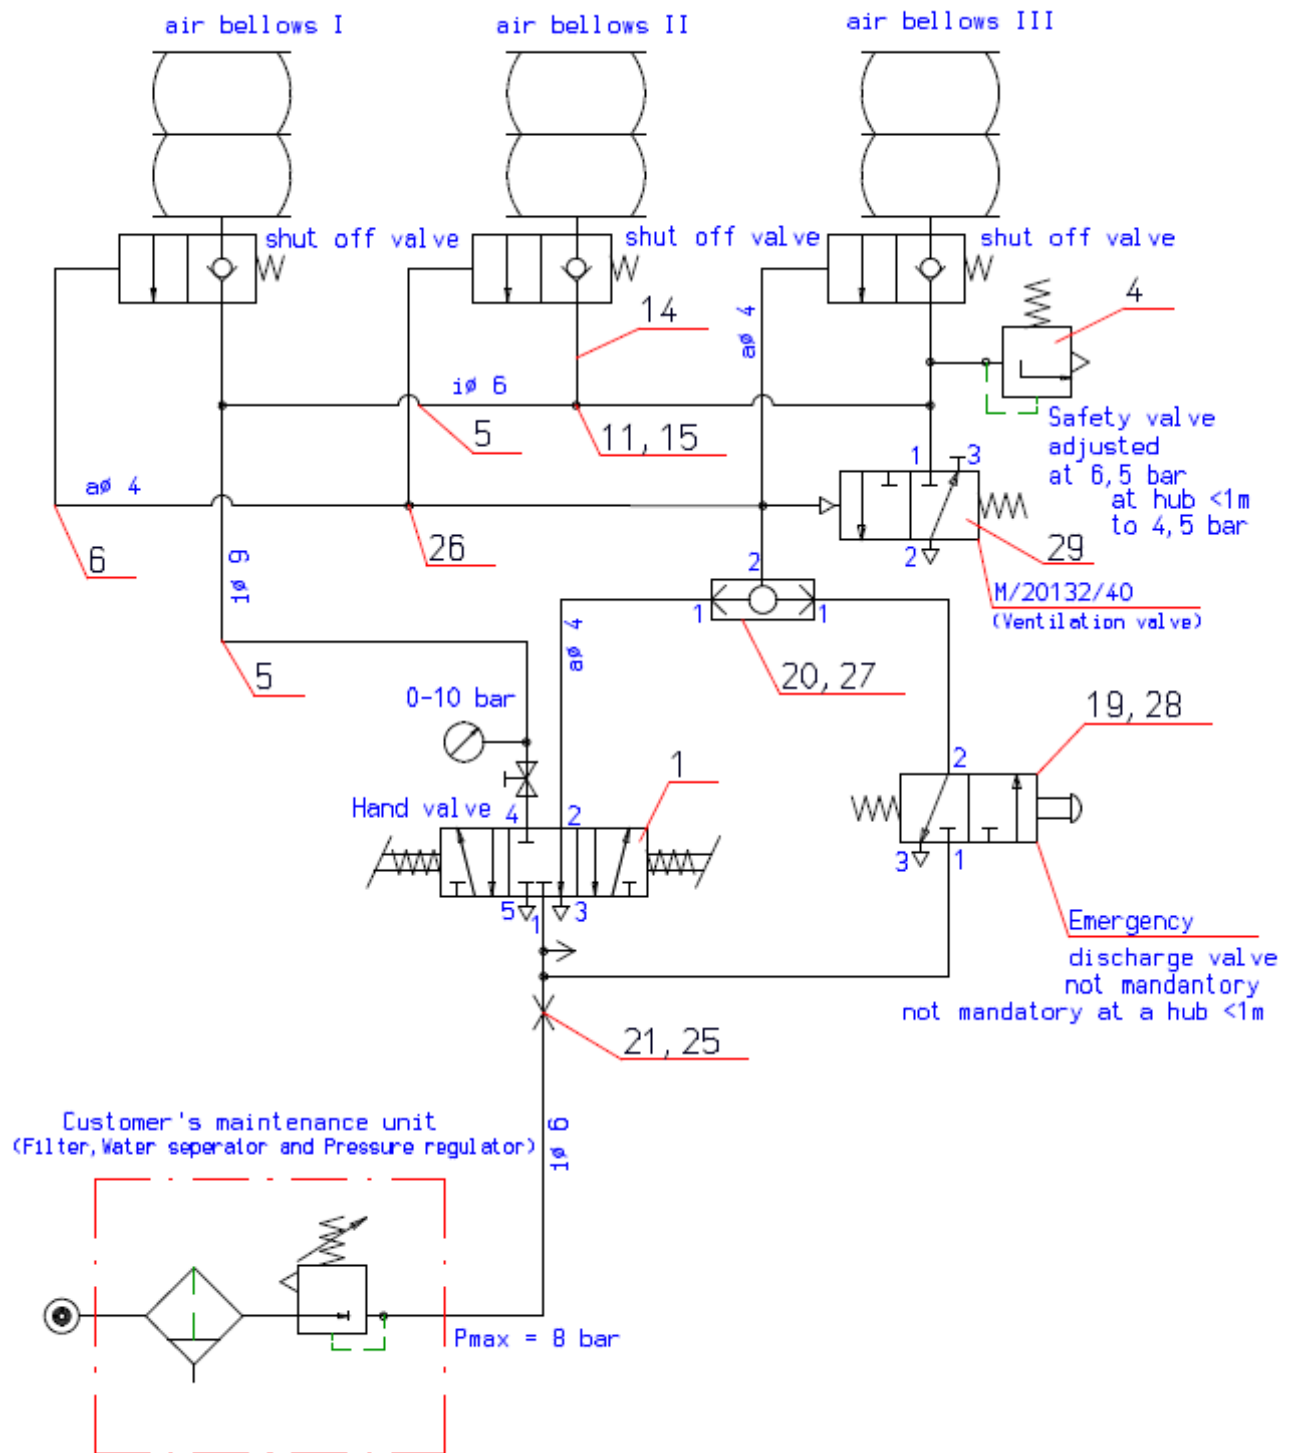 air bellows I
air bellows II
air bellows III
shut off valve
shut off valve
shut off valve
4
14
aø 4
iø 6
5
11, 15
Safety valve
adjusted
at 6,5 bar
at hub <1m
to 4,5 bar
1
3
aø 4
6
26
2
29
M/20132/40
(Ventilation valve)
iø 6
2
1
1
aø 4
20, 27
5
0-10 bar
19, 28
1
2
Hand valve
4
2
3
1
5
1
3
Emergency
discharge valve
not mandantory
not mandatory at a hub <1m
21, 25
Customer's maintenance unit
(Filter, Water seperator and Pressure regulator)
iø 6
Pmax = 8 bar